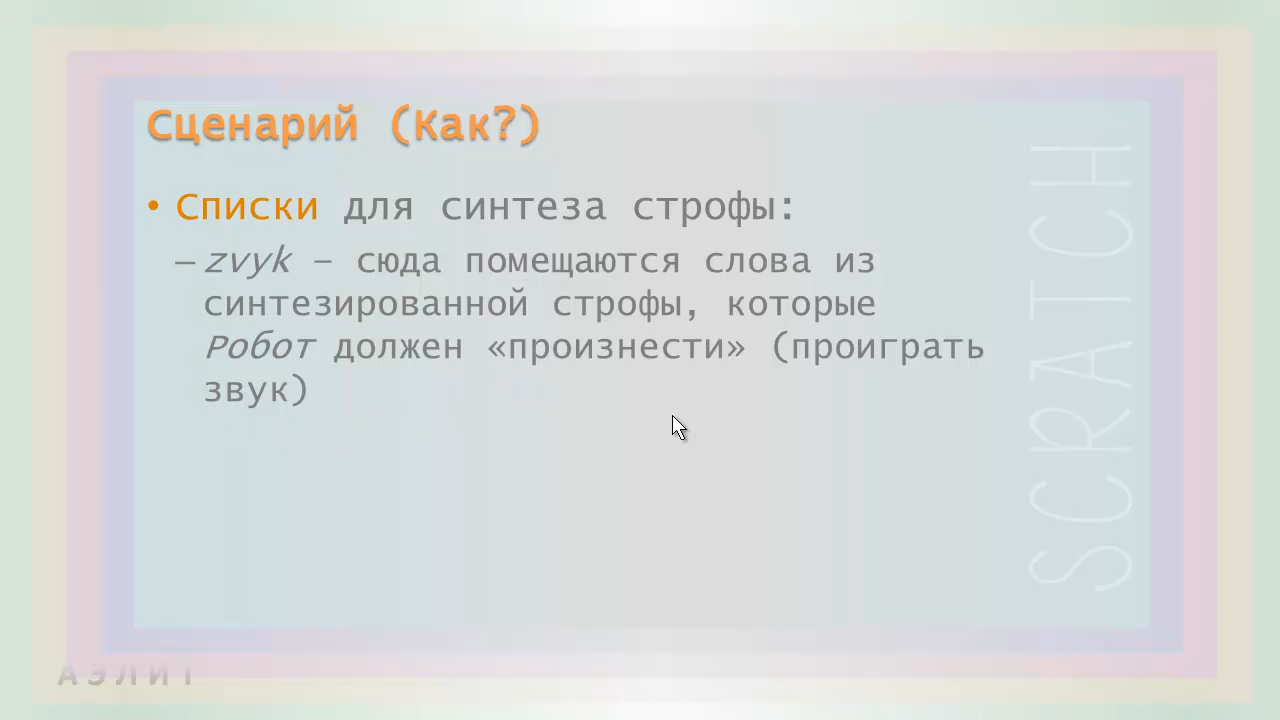 Сценарий (Как?)
• Списки для синтеза строфы:
– zvyk – сюда помещаются слова из
синтезированной строфы, которые
Робот должен «произнести» (проиграть
звук)
SCRATCH